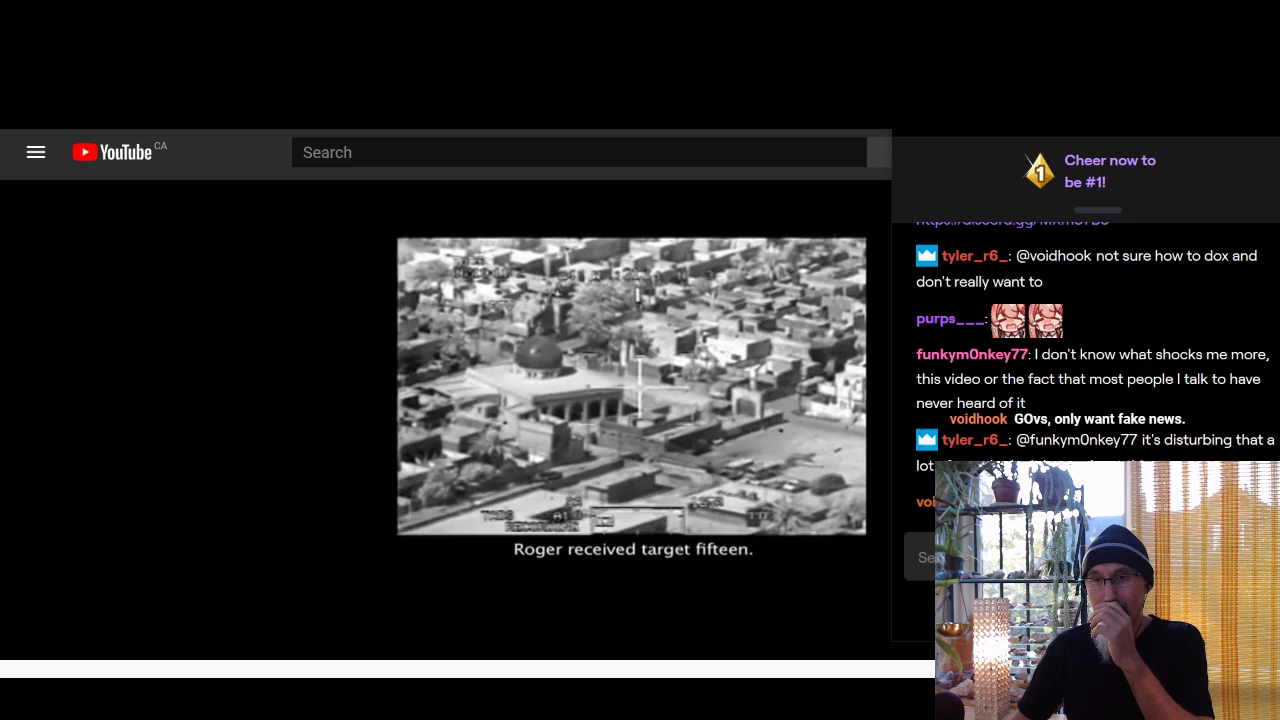 YouTube CA
Search
Cheer now to
be #1!
1
tyler_r6_: @voidhook not sure how to dox and
don't really want to
purps___:
funkym0nkey77: I don't know what shocks me more,
this video or the fact that most people I talk to have
never heard of it
voidhook GOvs, only want fake news.
tyler_r6_: @funkym0nkey77 it's disturbing that a
lot
voi
Se
Roger received target fifteen.